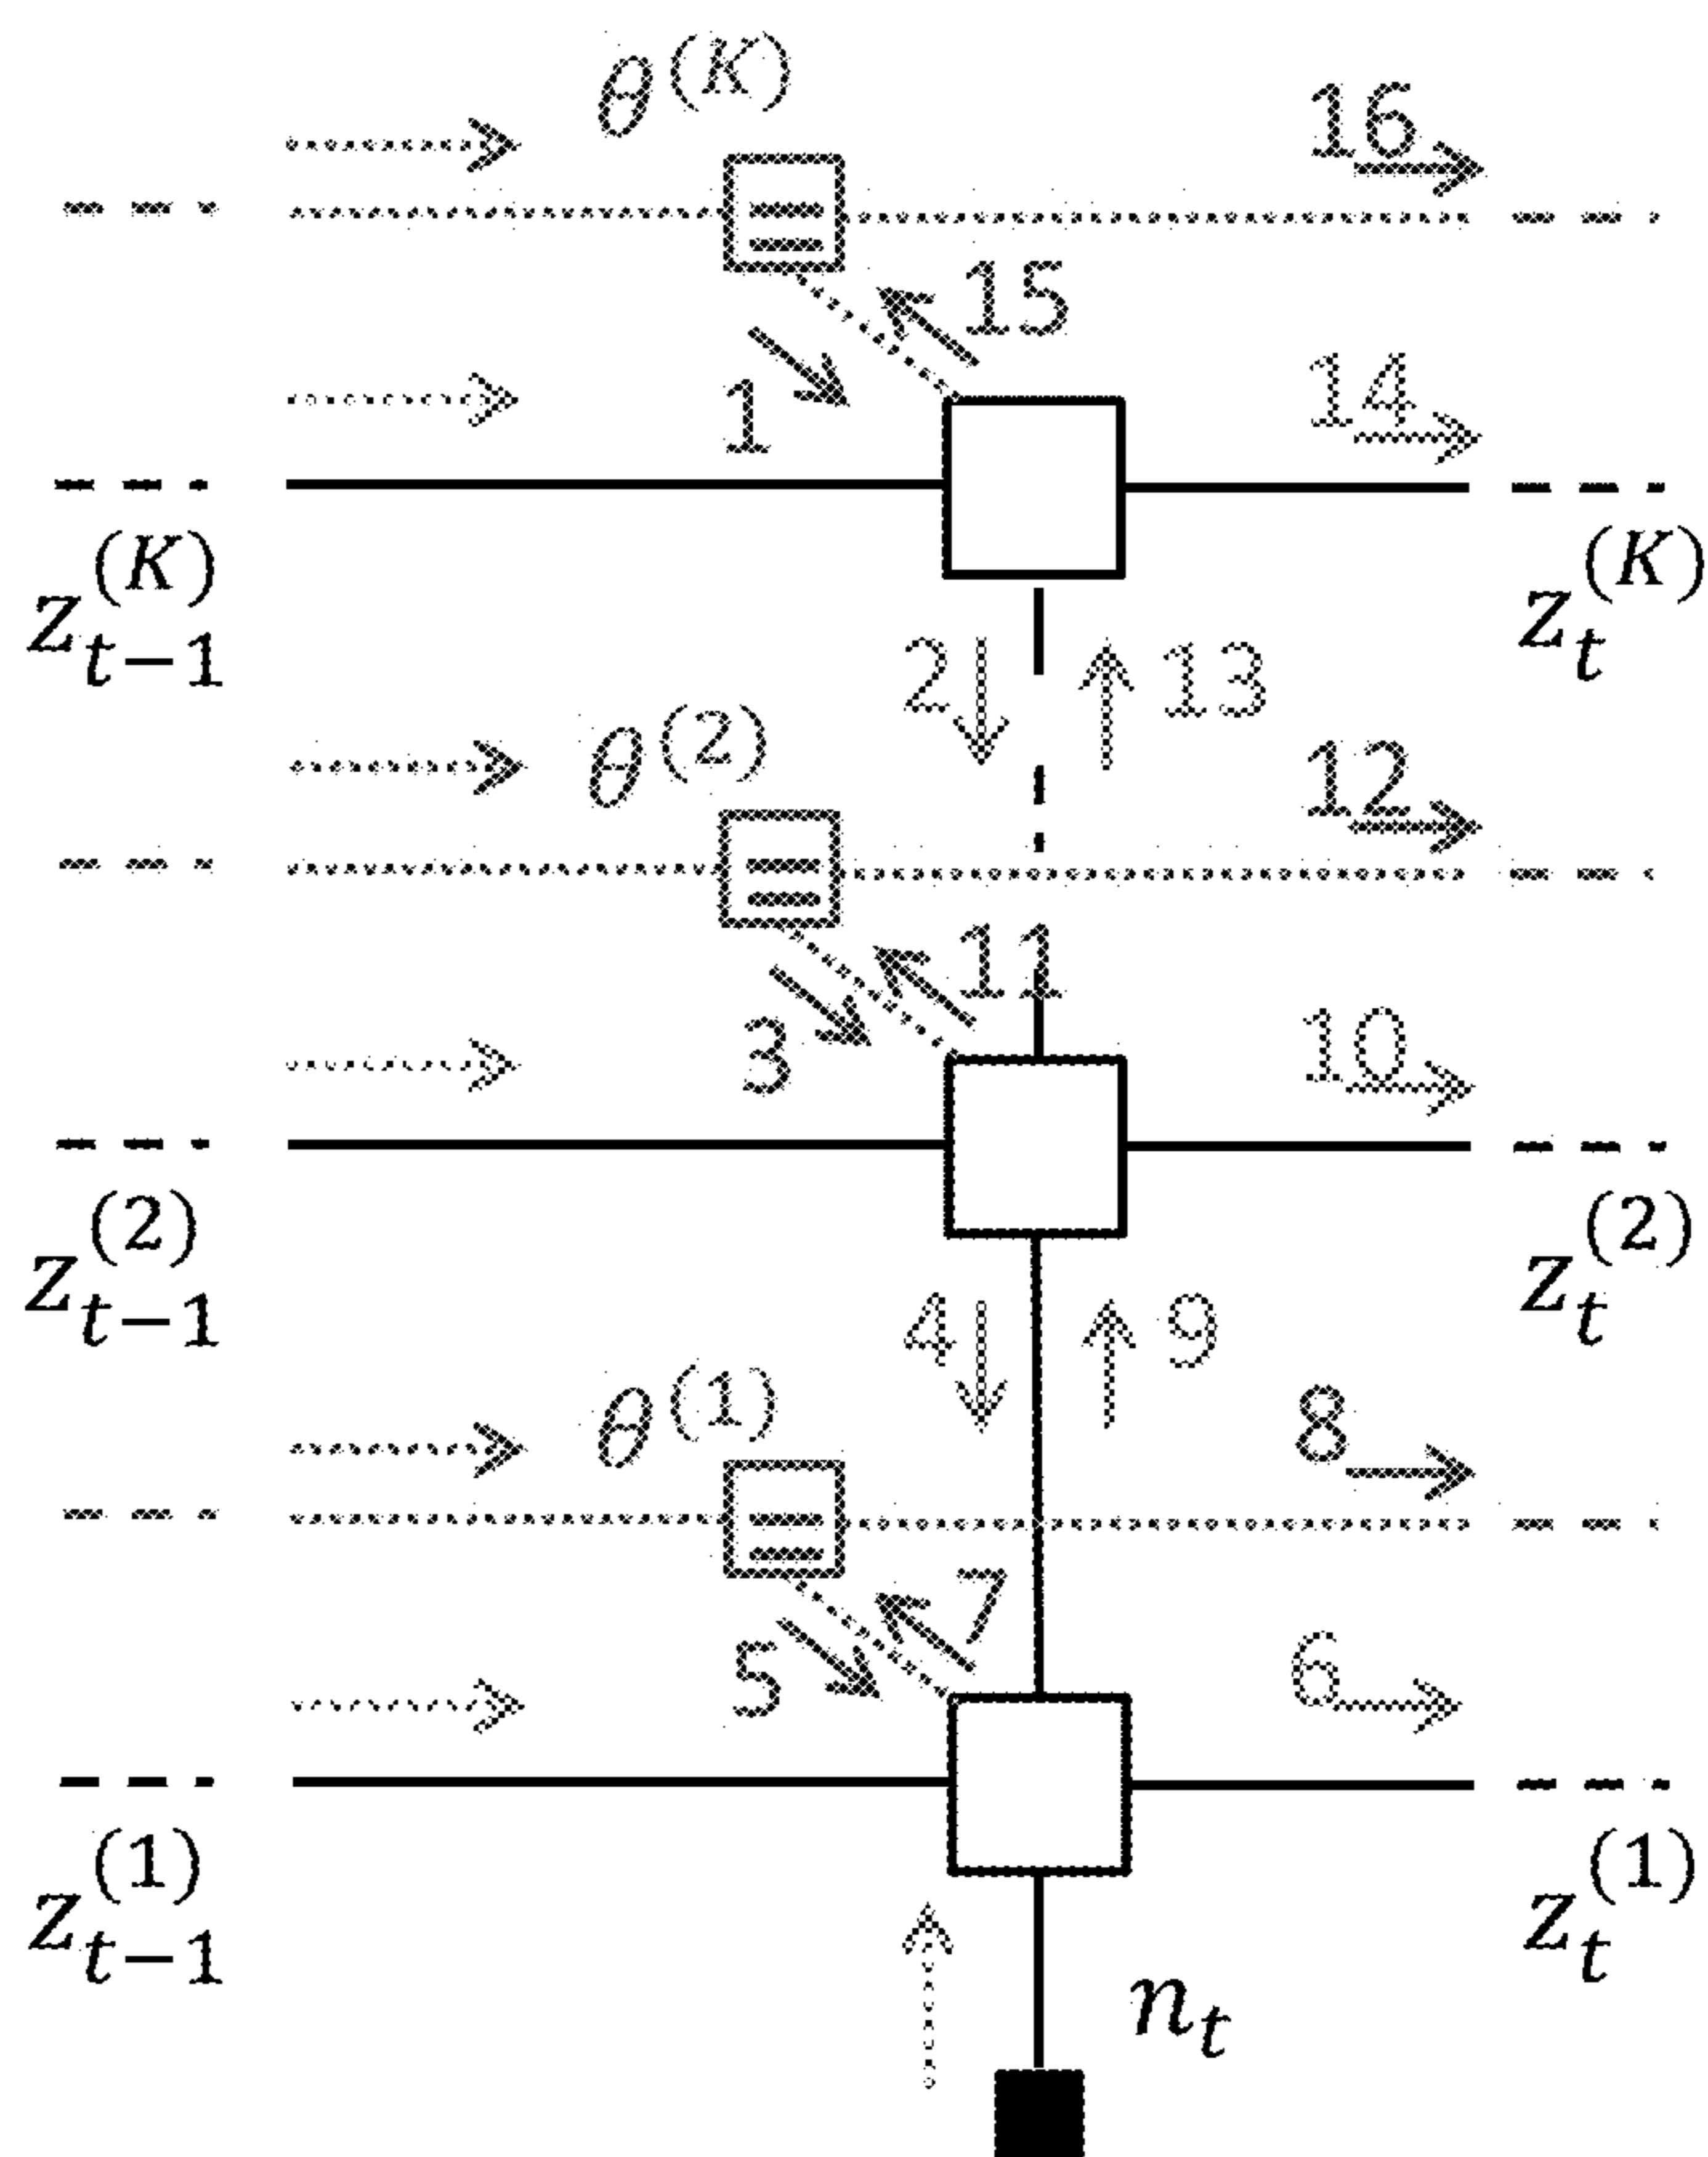 θ^(K) 16
=
15
1 14
z_{t-1}^{(K)} z_t^{(K)}
2 13
θ^(2) 12
=
11
3 10
z_{t-1}^{(2)} z_t^{(2)}
4 9
θ^(1) 8
=
7
5 6
z_{t-1}^{(1)} z_t^{(1)}
n_t